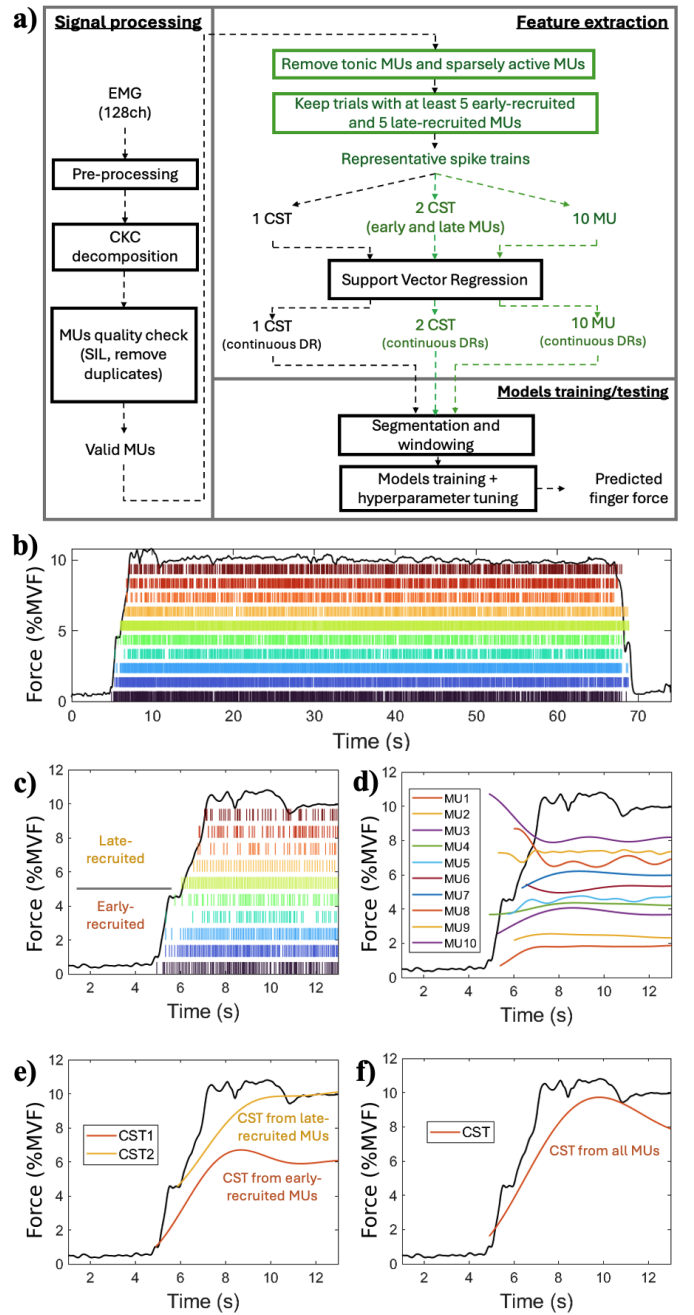 a)
Signal processing
EMG
(128ch)
Pre-processing
CKC
decomposition
MUs quality check
(SIL, remove
duplicates)
Valid MUs
Feature extraction
Remove tonic MUs and sparsely active MUs
Keep trials with at least 5 early-recruited
and 5 late-recruited MUs
Representative spike trains
1 CST
2 CST
(early and late MUs)
10 MU
Support Vector Regression
1 CST
(continuous DR)
2 CST
(continuous DRs)
10 MU
(continuous DRs)
Models training/testing
Segmentation and
windowing
Models training +
hyperparameter tuning
Predicted
finger force
b)
Force (%MVF)
10
5
0
0 10 20 30 40 50 60 70
Time (s)
c)
Force (%MVF)
12
10
8
6
4
2
0
Late-
recruited
Early-
recruited
2 4 6 8 10 12
Time (s)
d)
Force (%MVF)
12
10
8
6
4
2
0
MU1
MU2
MU3
MU4
MU5
MU6
MU7
MU8
MU9
MU10
2 4 6 8 10 12
Time (s)
e)
Force (%MVF)
12
10
8
6
4
2
0
CST1
CST2
CST from late-
recruited MUs
CST from early-
recruited MUs
2 4 6 8 10 12
Time (s)
f)
Force (%MVF)
12
10
8
6
4
2
0
CST
CST from all MUs
2 4 6 8 10 12
Time (s)